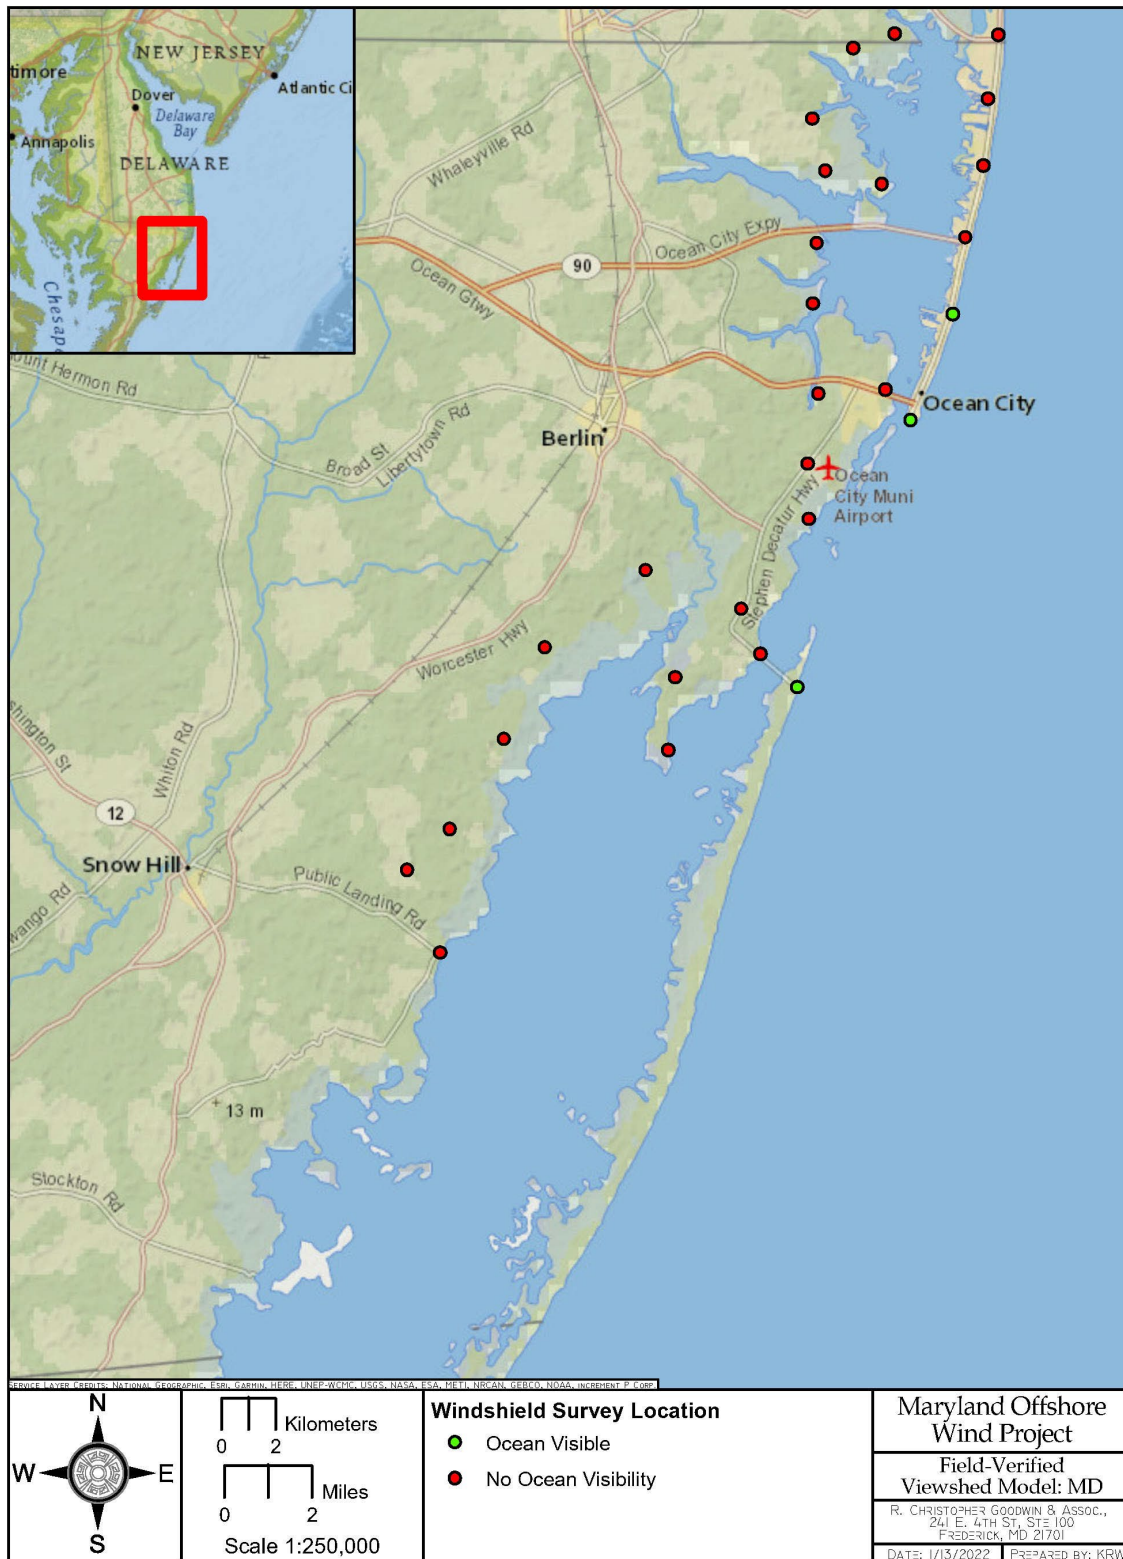 NEW JERSEY
timore
Dover
Atlantic Ci
Delaware
Bay
Annapolis
DELAWARE
Chesap
Whaleyville Rd
Ocean City Expy
90
Ocean Gtwy
ount Hermon Rd
Ocean City
Broad St
Libertytown Rd
Berlin
Ocean
City Muni
Airport
Stephen Decatur Hwy
Worcester Hwy
shington St
Whiton Rd
12
Snow Hill
Public Landing Rd
wango Rd
13 m
Stockton Rd
SERVICE LAYER CREDITS: NATIONAL GEOGRAPHIC, ESRI, GARMIN, HERE, UNEP-WCMC, USGS, NASA, ESA, METI, NRCAN, GEBCO, NOAA, INCREMENT P CORP.
N
W E
S
Kilometers
0 2
Miles
0 2
Scale 1:250,000
Windshield Survey Location
Ocean Visible
No Ocean Visibility
Maryland Offshore
Wind Project
Field-Verified
Viewshed Model: MD
R. CHRISTOPHER GOODWIN & ASSOC.,
241 E. 4TH ST, STE 100
FREDERICK, MD 21701
DATE: 1/13/2022 PREPARED BY: KRW